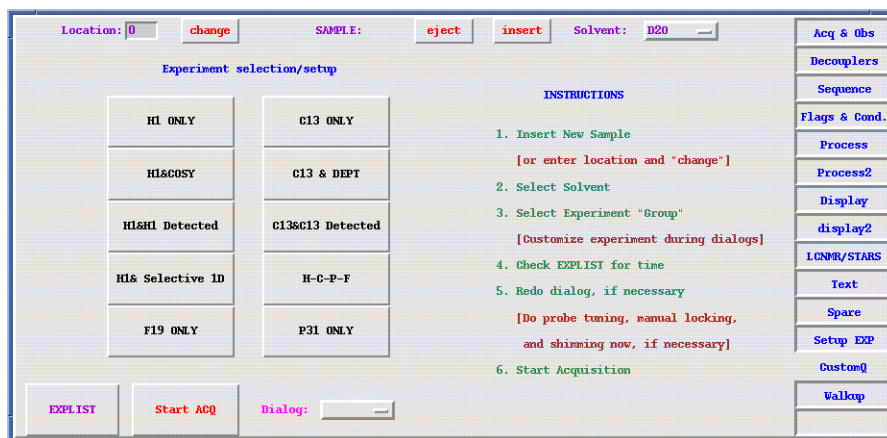 Location: 0 change SAMPLE: eject insert Solvent: D2O
Experiment selection/setup
H1 ONLY C13 ONLY
H1&COSY C13 & DEPT
H1&H1 Detected C13&C13 Detected
H1& Selective 1D H-C-P-F
F19 ONLY P31 ONLY
EXPLIST Start ACQ Dialog:
INSTRUCTIONS
1. Insert New Sample
[or enter location and "change"]
2. Select Solvent
3. Select Experiment "Group"
[Customize experiment during dialogs]
4. Check EXPLIST for time
5. Redo dialog, if necessary
[Do probe tuning, manual locking,
and shimming now, if necessary]
6. Start Acquisition
Acq & Obs
Decouplers
Sequence
Flags & Cond.
Process
Process2
Display
display2
LCNMR/STARS
Text
Spare
Setup EXP
CustomQ
Walkup